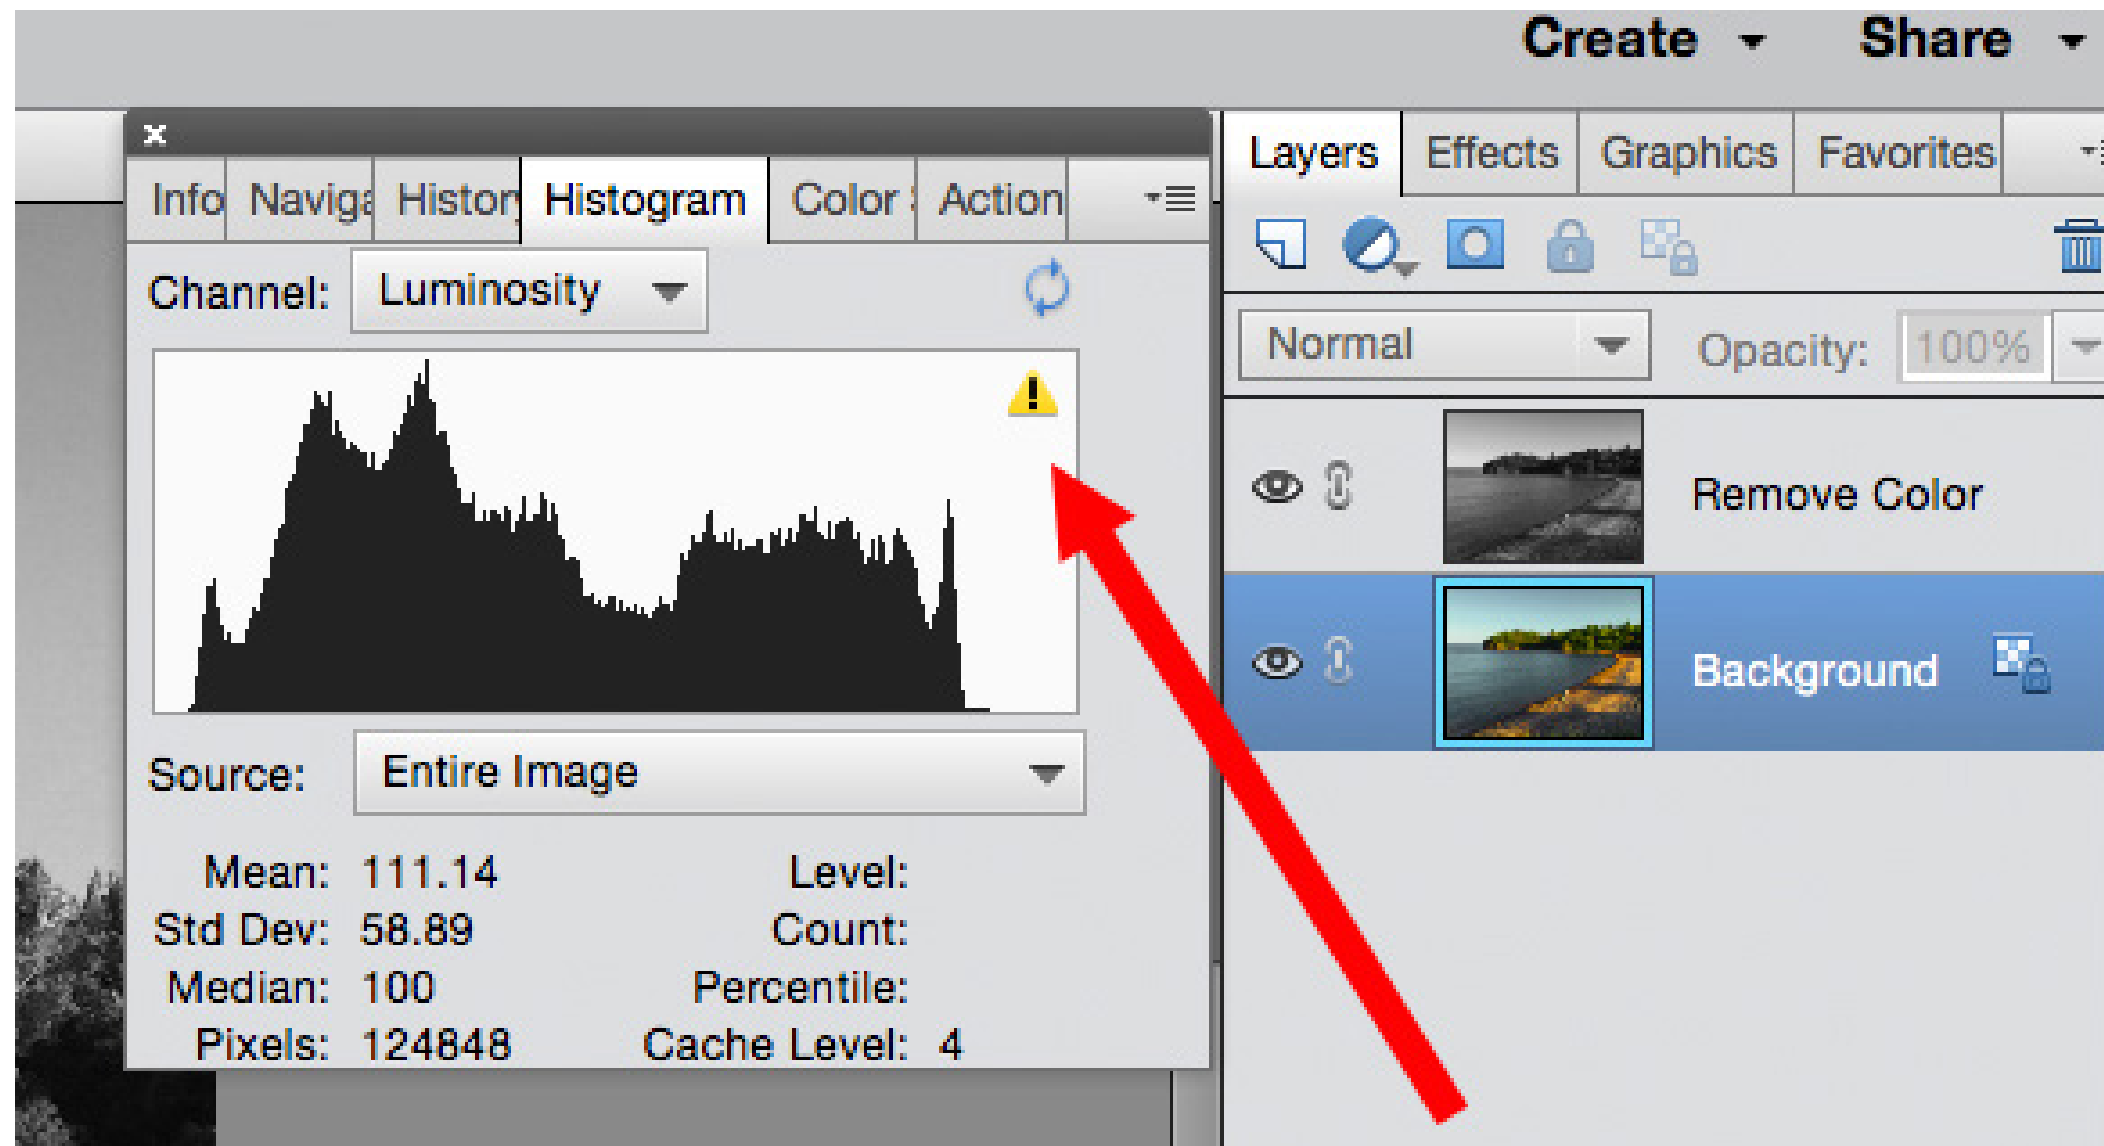 Create Share
Info Naviga History Histogram Color Action
Channel: Luminosity
Source: Entire Image
Mean: 111.14 Level:
Std Dev: 58.89 Count:
Median: 100 Percentile:
Pixels: 124848 Cache Level: 4
Layers Effects Graphics Favorites
Normal Opacity: 100%
Remove Color
Background